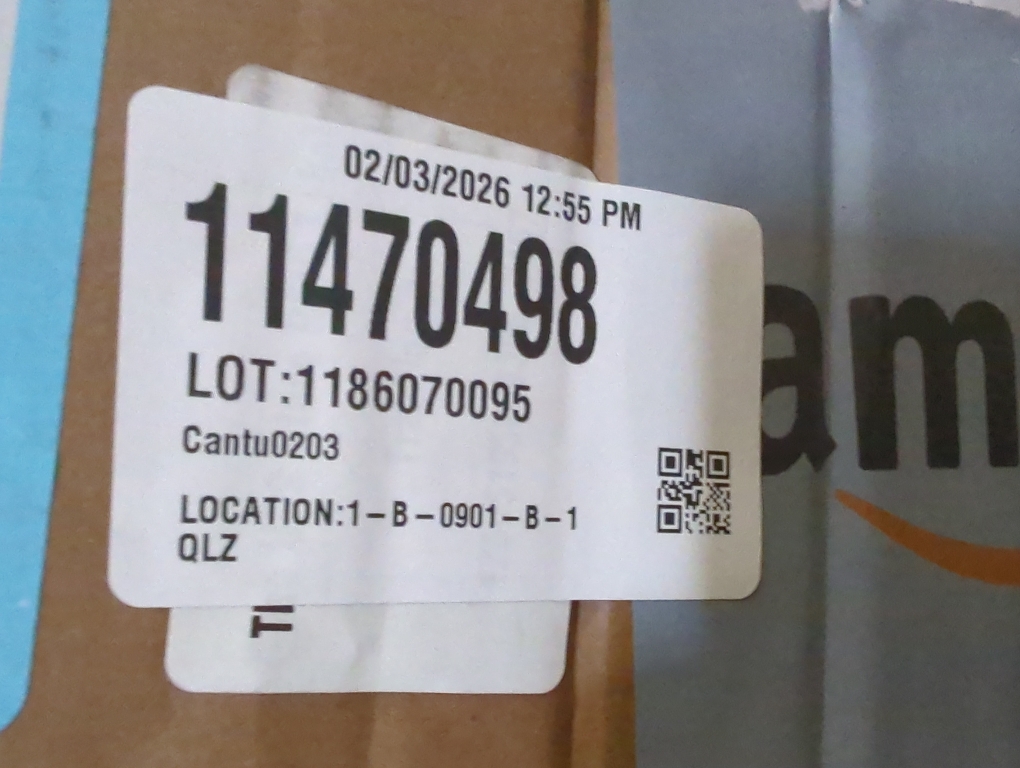 02/03/2026 12:55 PM
11470498
LOT:1186070095
Cantu0203
LOCATION:1-B-0901-B-1
QLZ
am